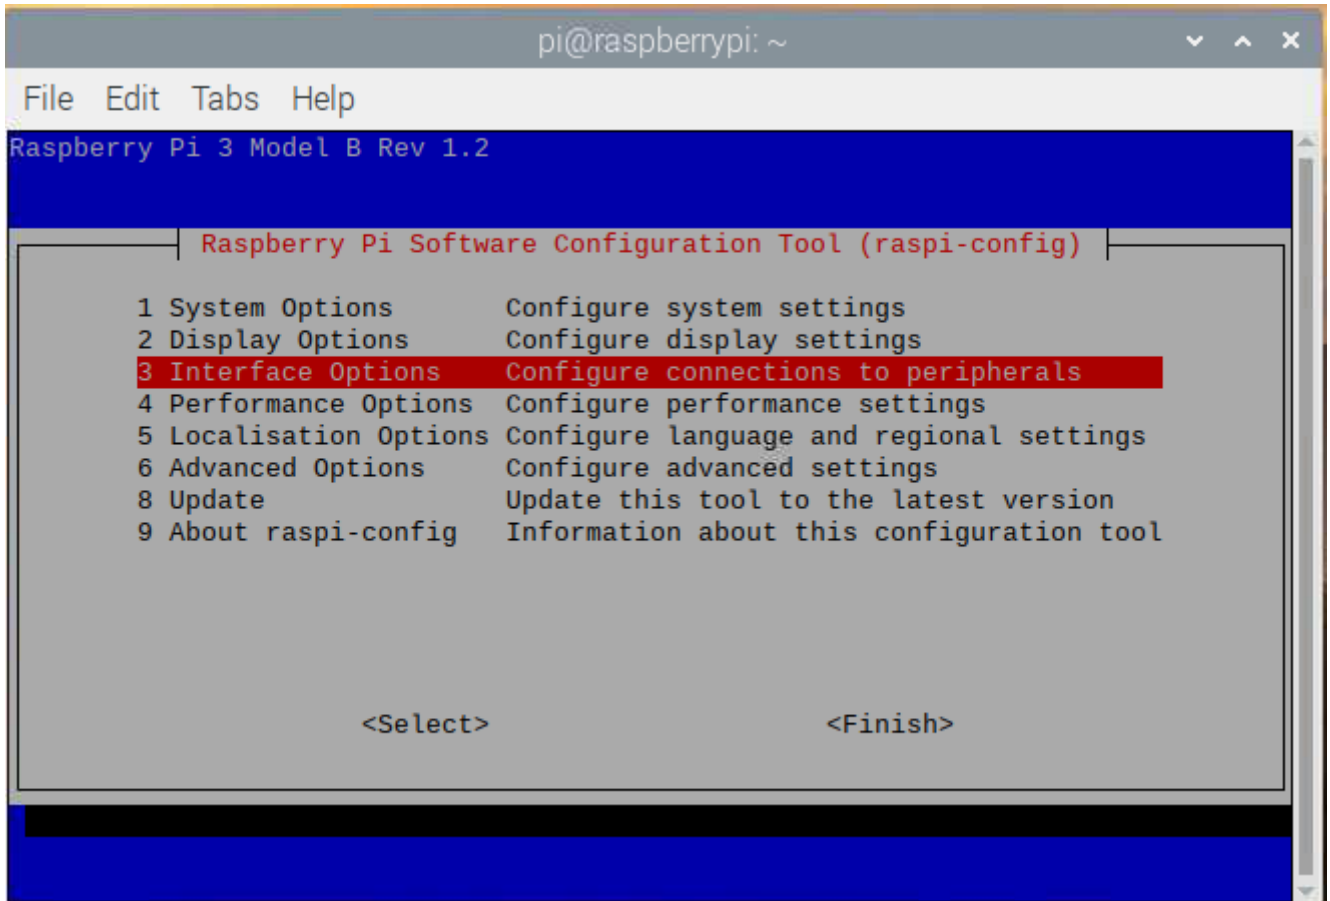 pi@raspberrypi: ~
File Edit Tabs Help
Raspberry Pi 3 Model B Rev 1.2
Raspberry Pi Software Configuration Tool (raspi-config)
1 System Options Configure system settings
2 Display Options Configure display settings
3 Interface Options Configure connections to peripherals
4 Performance Options Configure performance settings
5 Localisation Options Configure language and regional settings
6 Advanced Options Configure advanced settings
8 Update Update this tool to the latest version
9 About raspi-config Information about this configuration tool
<Select> <Finish>